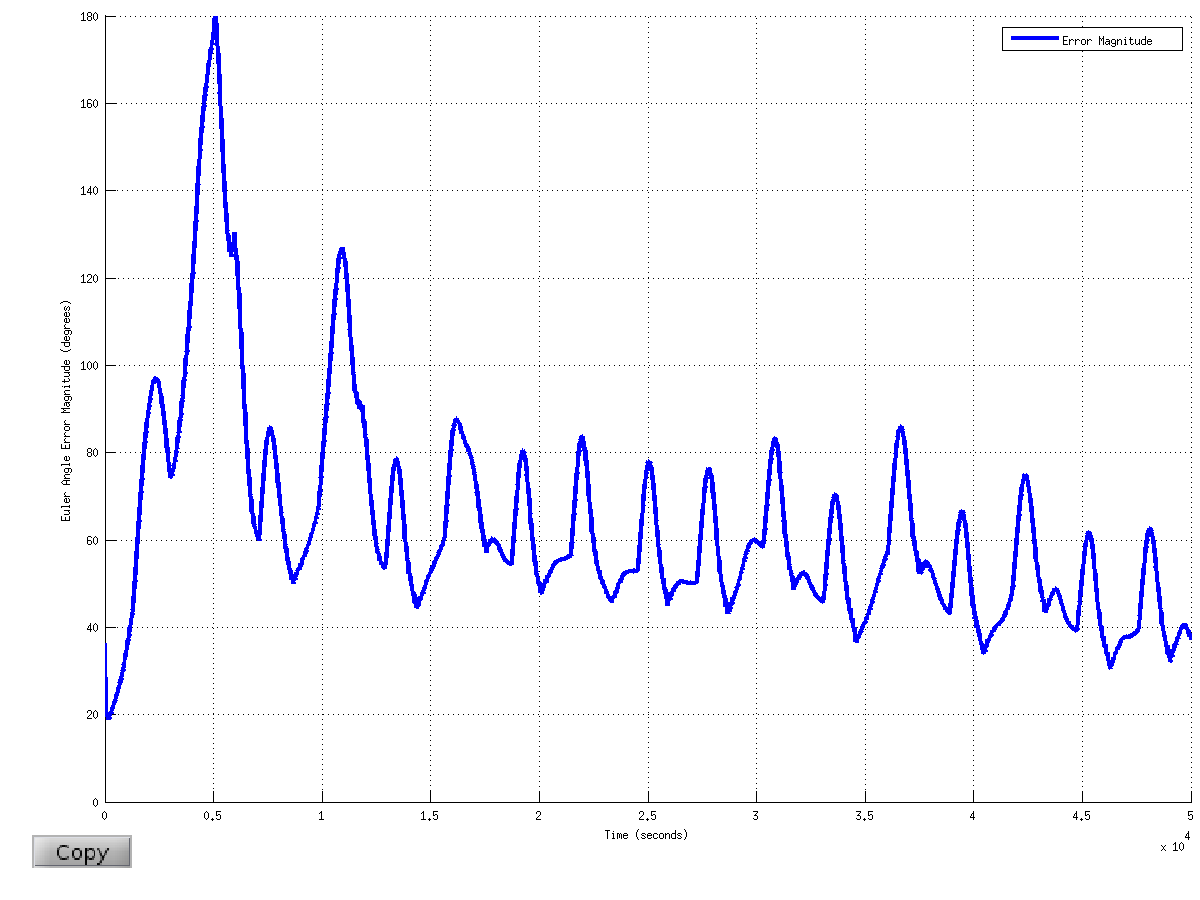 180
Error Magnitude
160
140
120
100
80
60
40
20
0
Euler Angle Error Magnitude (degrees)
0 0.5 1 1.5 2 2.5 3 3.5 4 4.5 5
Time (seconds)
x 10 4
Copy